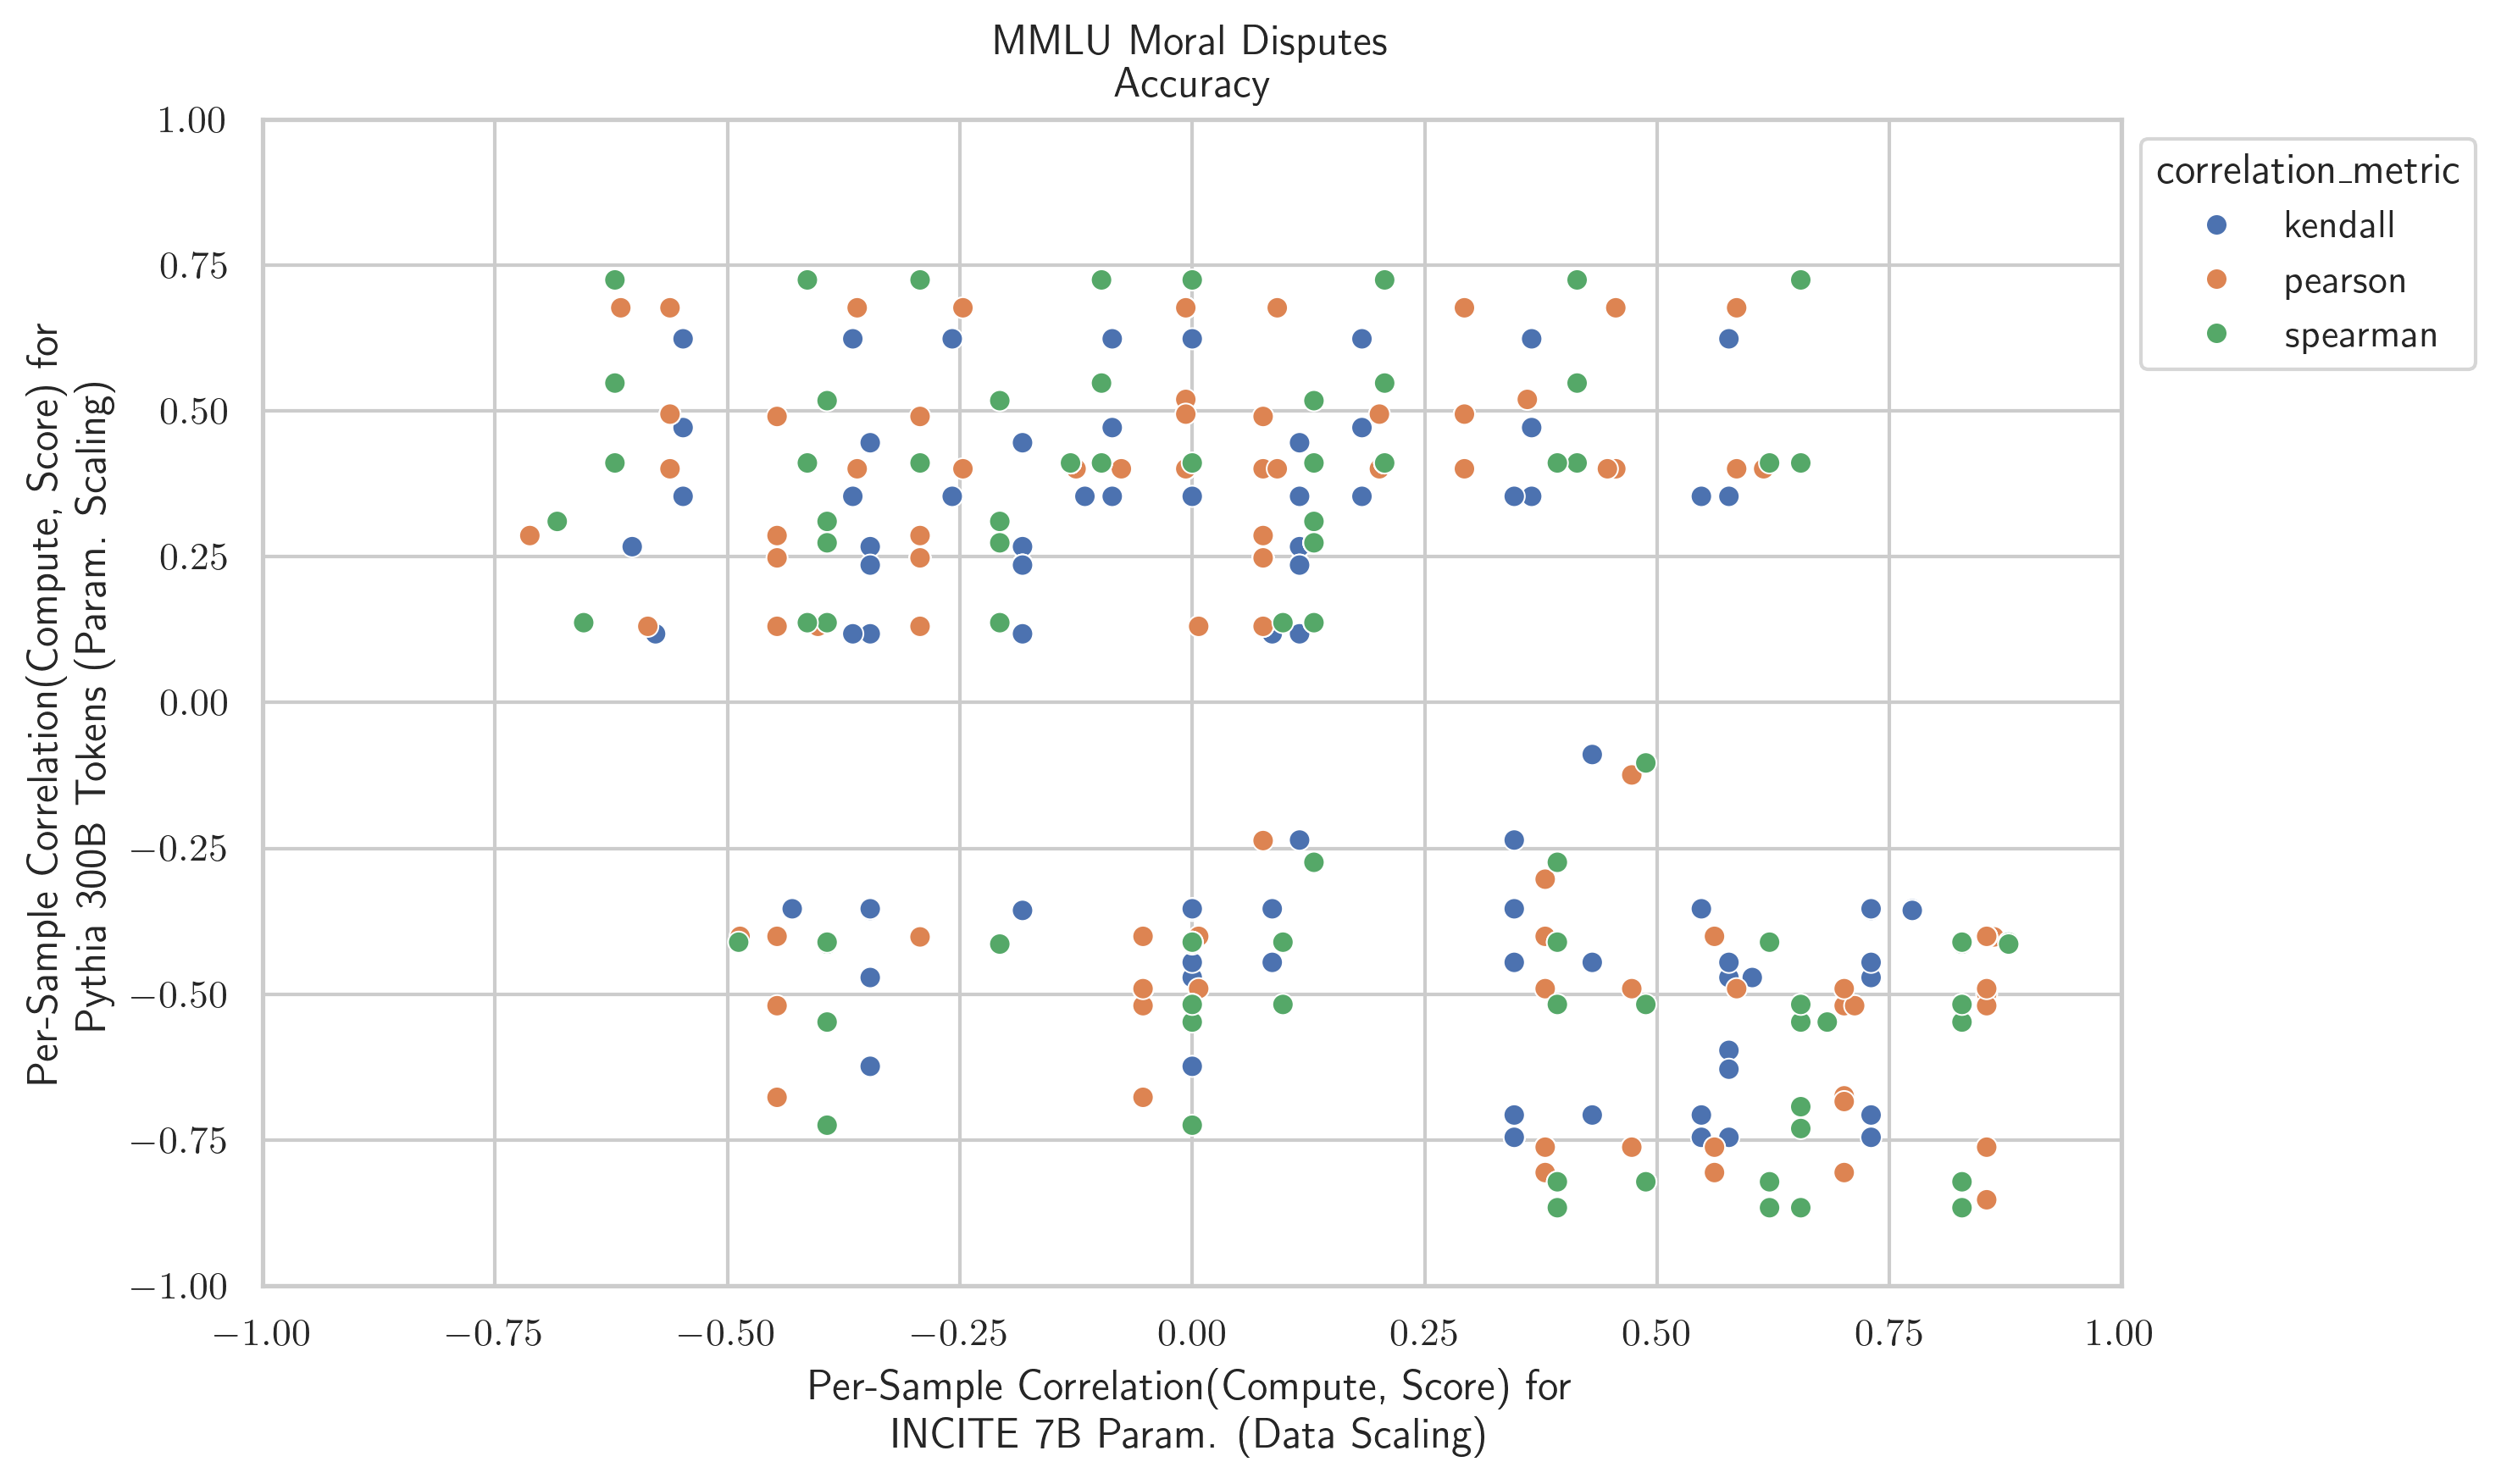 MMLU Moral Disputes
Accuracy
1.00
0.75
0.50
0.25
0.00
−0.25
−0.50
−0.75
−1.00
Per-Sample Correlation(Compute, Score) for
Pythia 300B Tokens (Param. Scaling)
−1.00
−0.75
−0.50
−0.25
0.00
0.25
0.50
0.75
1.00
Per-Sample Correlation(Compute, Score) for
INCITE 7B Param. (Data Scaling)
correlation_metric
kendall
pearson
spearman